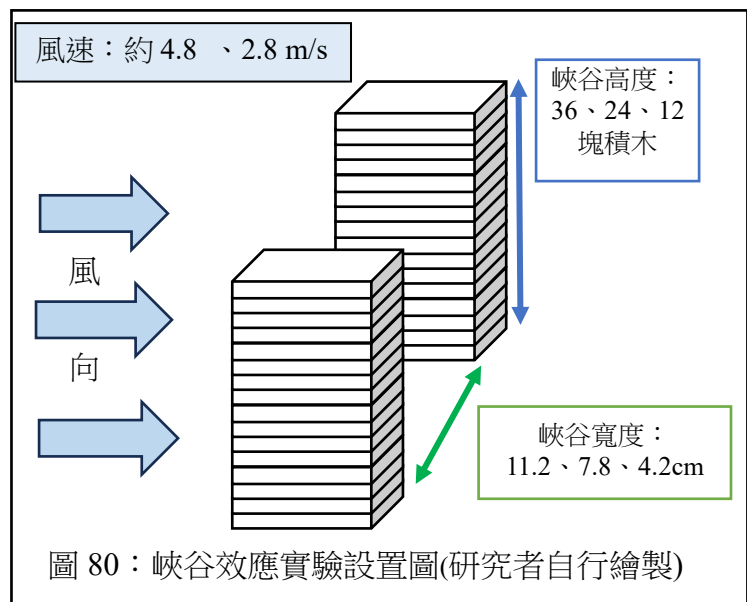 風速：約 4.8 、2.8 m/s
峽谷高度：
36、24、12
塊積木
風
向
峽谷寬度：
11.2、7.8、4.2cm
圖 80：峽谷效應實驗設置圖(研究者自行繪製)